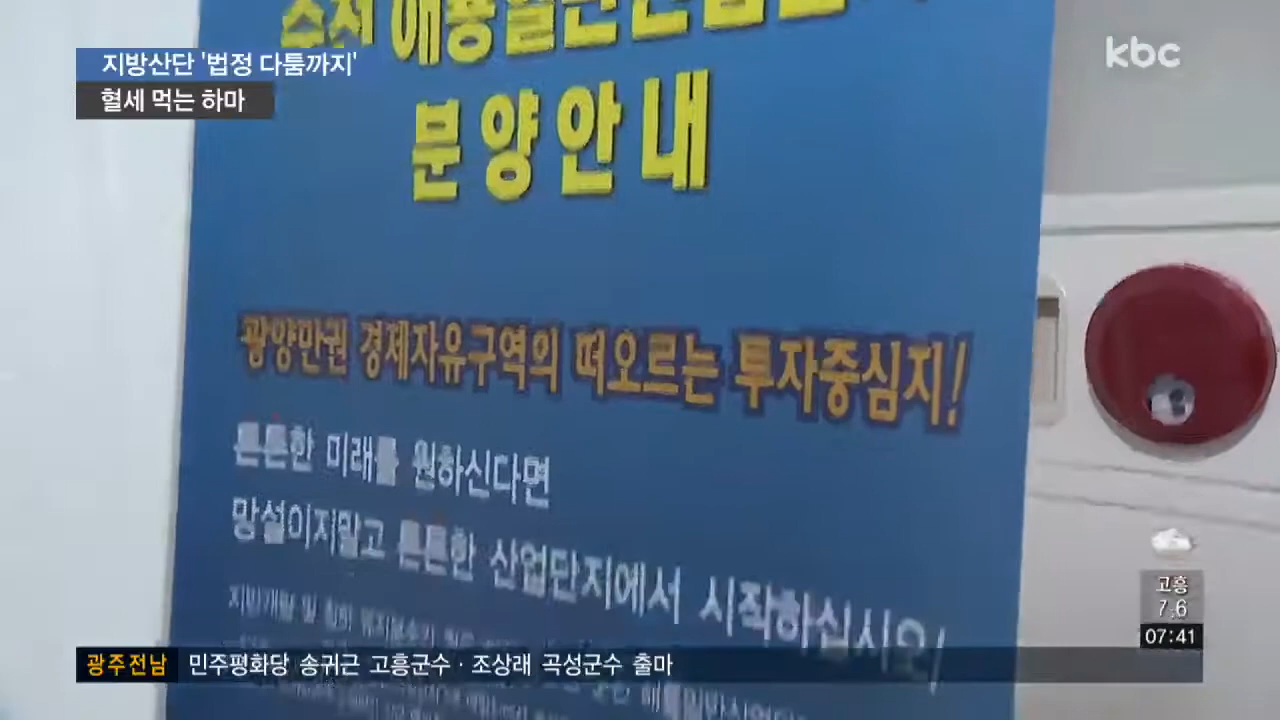 지방산단 '법정 다툼까지'
혈세 먹는 하마
kbc
분양안내
광양만권 경제자유구역의 떠오르는 투자중심지!
튼튼한 미래를 원하신다면
망설이지말고 튼튼한 산업단지에서 시작하십시오!
지방개발 및
고흥
7.6
07:41
광주전남 민주평화당 송귀근 고흥군수·조상래 곡성군수 출마